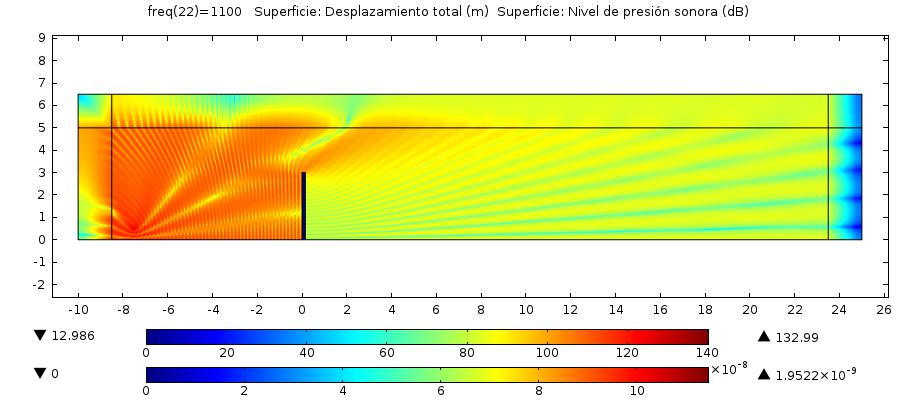 freq(22)=1100 Superficie: Desplazamiento total (m) Superficie: Nivel de presión sonora (dB)
9
8
7
6
5
4
3
2
1
0
-1
-2
-10 -8 -6 -4 -2 0 2 4 6 8 10 12 14 16 18 20 22 24 26
▼ 12.986 ▲ 132.99
0 20 40 60 80 100 120 140
▼ 0 ×10⁻⁸ ▲ 1.9522×10⁻⁹
0 2 4 6 8 10